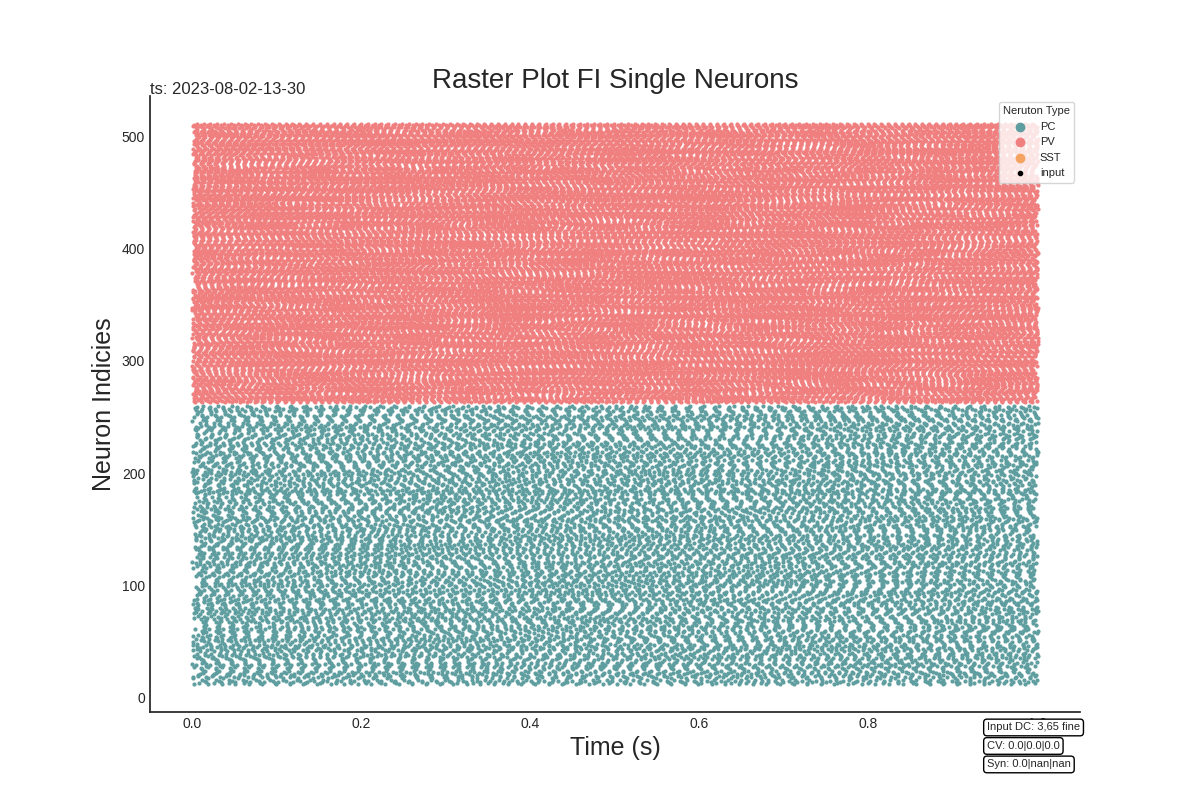 Raster Plot FI Single Neurons
ts: 2023-08-02-13-30
Neruton Type
PC
PV
SST
input
500
400
300
200
100
0
Neuron Indicies
0.0 0.2 0.4 0.6 0.8
Time (s)
Input DC: 3,65 fine
CV: 0.0|0.0|0.0
Syn: 0.0|nan|nan